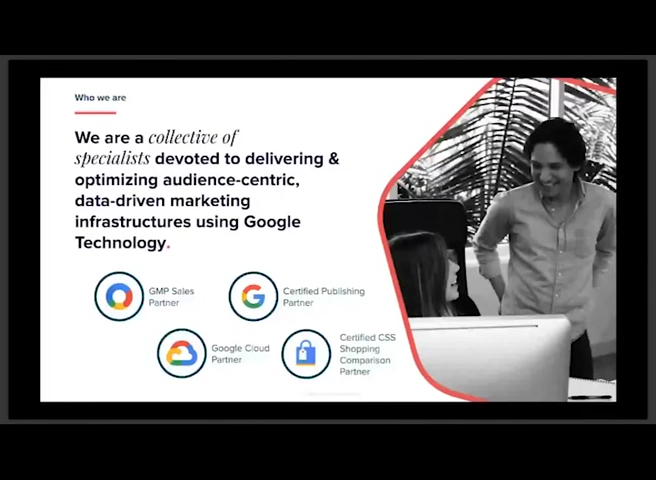 Who we are
We are a collective of
specialists devoted to delivering &
optimizing audience-centric,
data-driven marketing
infrastructures using Google
Technology.
GMP Sales
Partner
Certified Publishing
Partner
Google Cloud
Partner
Certified CSS
Shopping
Comparison
Partner